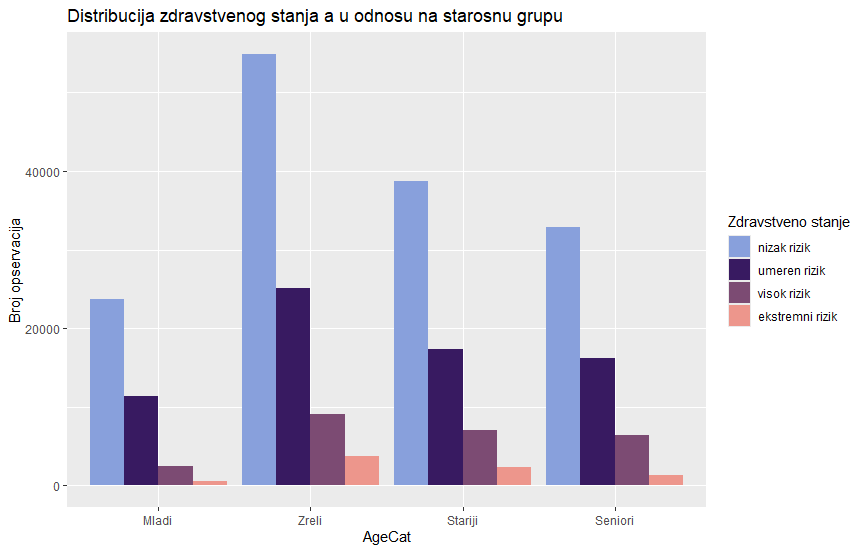 Distribucija zdravstvenog stanja a u odnosu na starosnu grupu
Broj opservacija
40000
20000
0
Mladi
Zreli
Stariji
Seniori
AgeCat
Zdravstveno stanje
nizak rizik
umeren rizik
visok rizik
ekstremni rizik